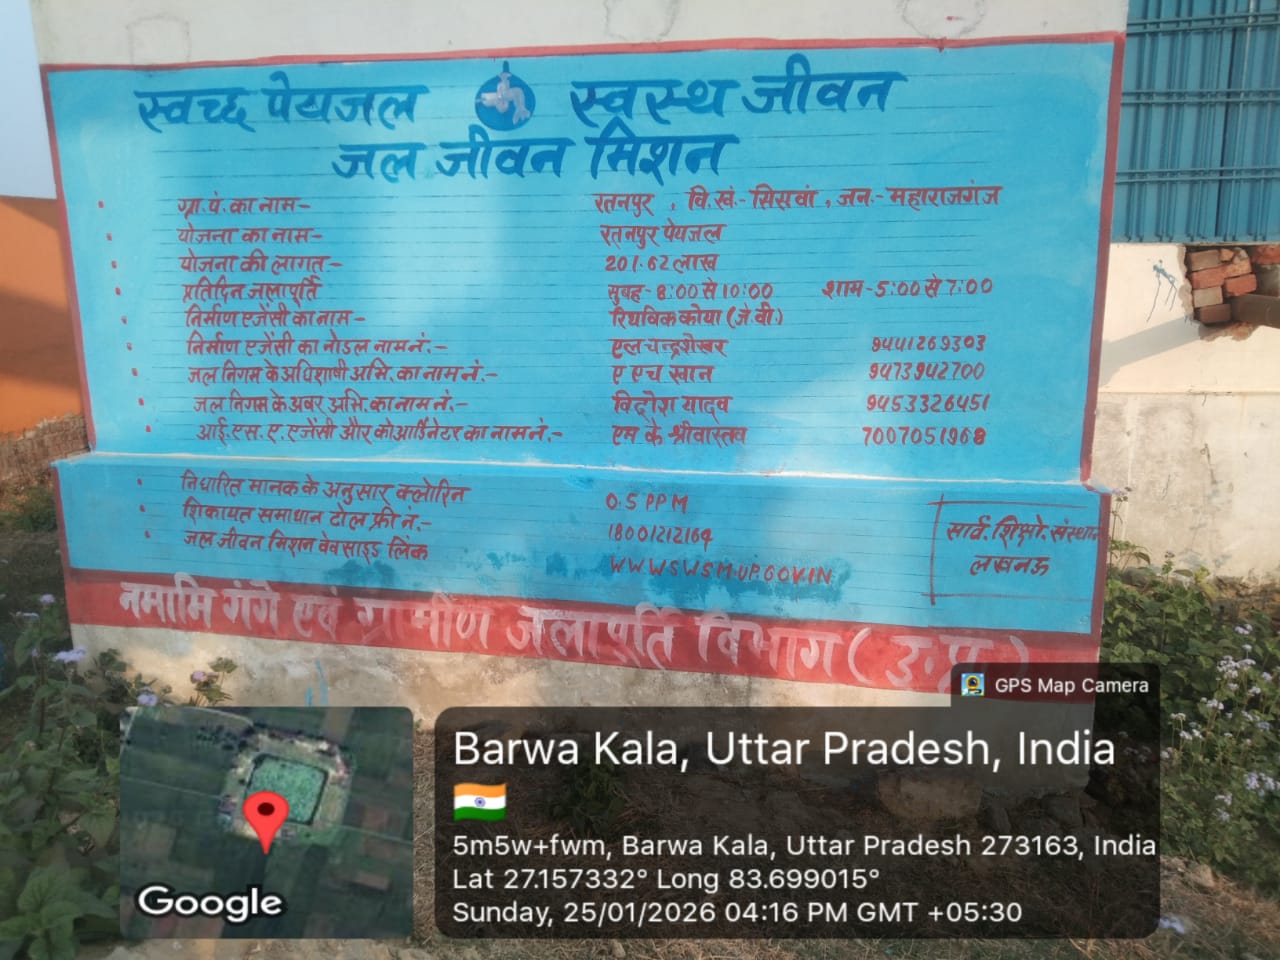 स्वच्छ पेयजल स्वस्थ जीवन
जल जीवन मिशन
ग्रा.पं. का नाम- रतनपुर , वि.खं.- सिसवां , जन.- महाराजगंज
योजना का नाम- रतनपुर पेयजल
योजना की लागत- 201.62 लाख
प्रतिदिन जलापूर्ति सुबह - 8:00 से 10:00 शाम - 5:00 से 7:00
निर्माण एजेंसी का नाम- रिथविक कोया (जे.वी.)
निर्माण एजेंसी का नोडल नाम नं.- एल चन्द्रशेखर 9441269303
जल निगम के अधिशाषी अभि. का नाम नं.- ए एच खान 9473942700
जल निगम के अवर अभि. का नाम नं.- यादव 9453326451
आई.एस.ए. एजेंसी और कोआर्डिनेटर का नाम नं.- एम के श्रीवास्तव 7007051968
निर्धारित मानक के अनुसार क्लोरिन 0.5 PPM
शिकायत समाधान टोल फ्री नं.- 18001212164
जल जीवन मिशन वेवसाइड लिंक WWWSWSM.UP.GOV.IN
सार्व. शिक्षो. संस्थान
लखनऊ
नमामि गंगे एवं ग्रामीण जलापूर्ति विभाग (उ.प्र.)
GPS Map Camera
Barwa Kala, Uttar Pradesh, India
5m5w+fwm, Barwa Kala, Uttar Pradesh 273163, India
Lat 27.157332° Long 83.699015°
Sunday, 25/01/2026 04:16 PM GMT +05:30
Google